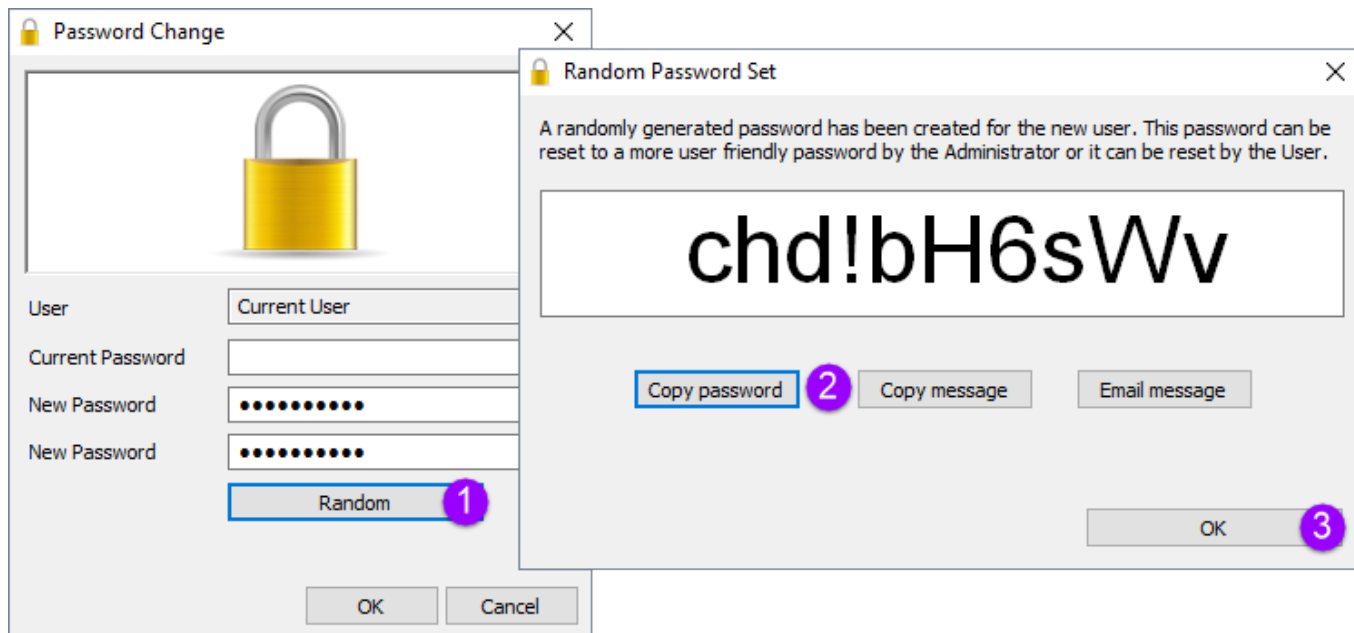 Password Change
User
Current User
Current Password
New Password
●●●●●●●●●●
New Password
●●●●●●●●●●
Random
1
OK
Cancel
Random Password Set
A randomly generated password has been created for the new user. This password can be
reset to a more user friendly password by the Administrator or it can be reset by the User.
chd!bH6sWv
Copy password
2
Copy message
Email message
OK
3